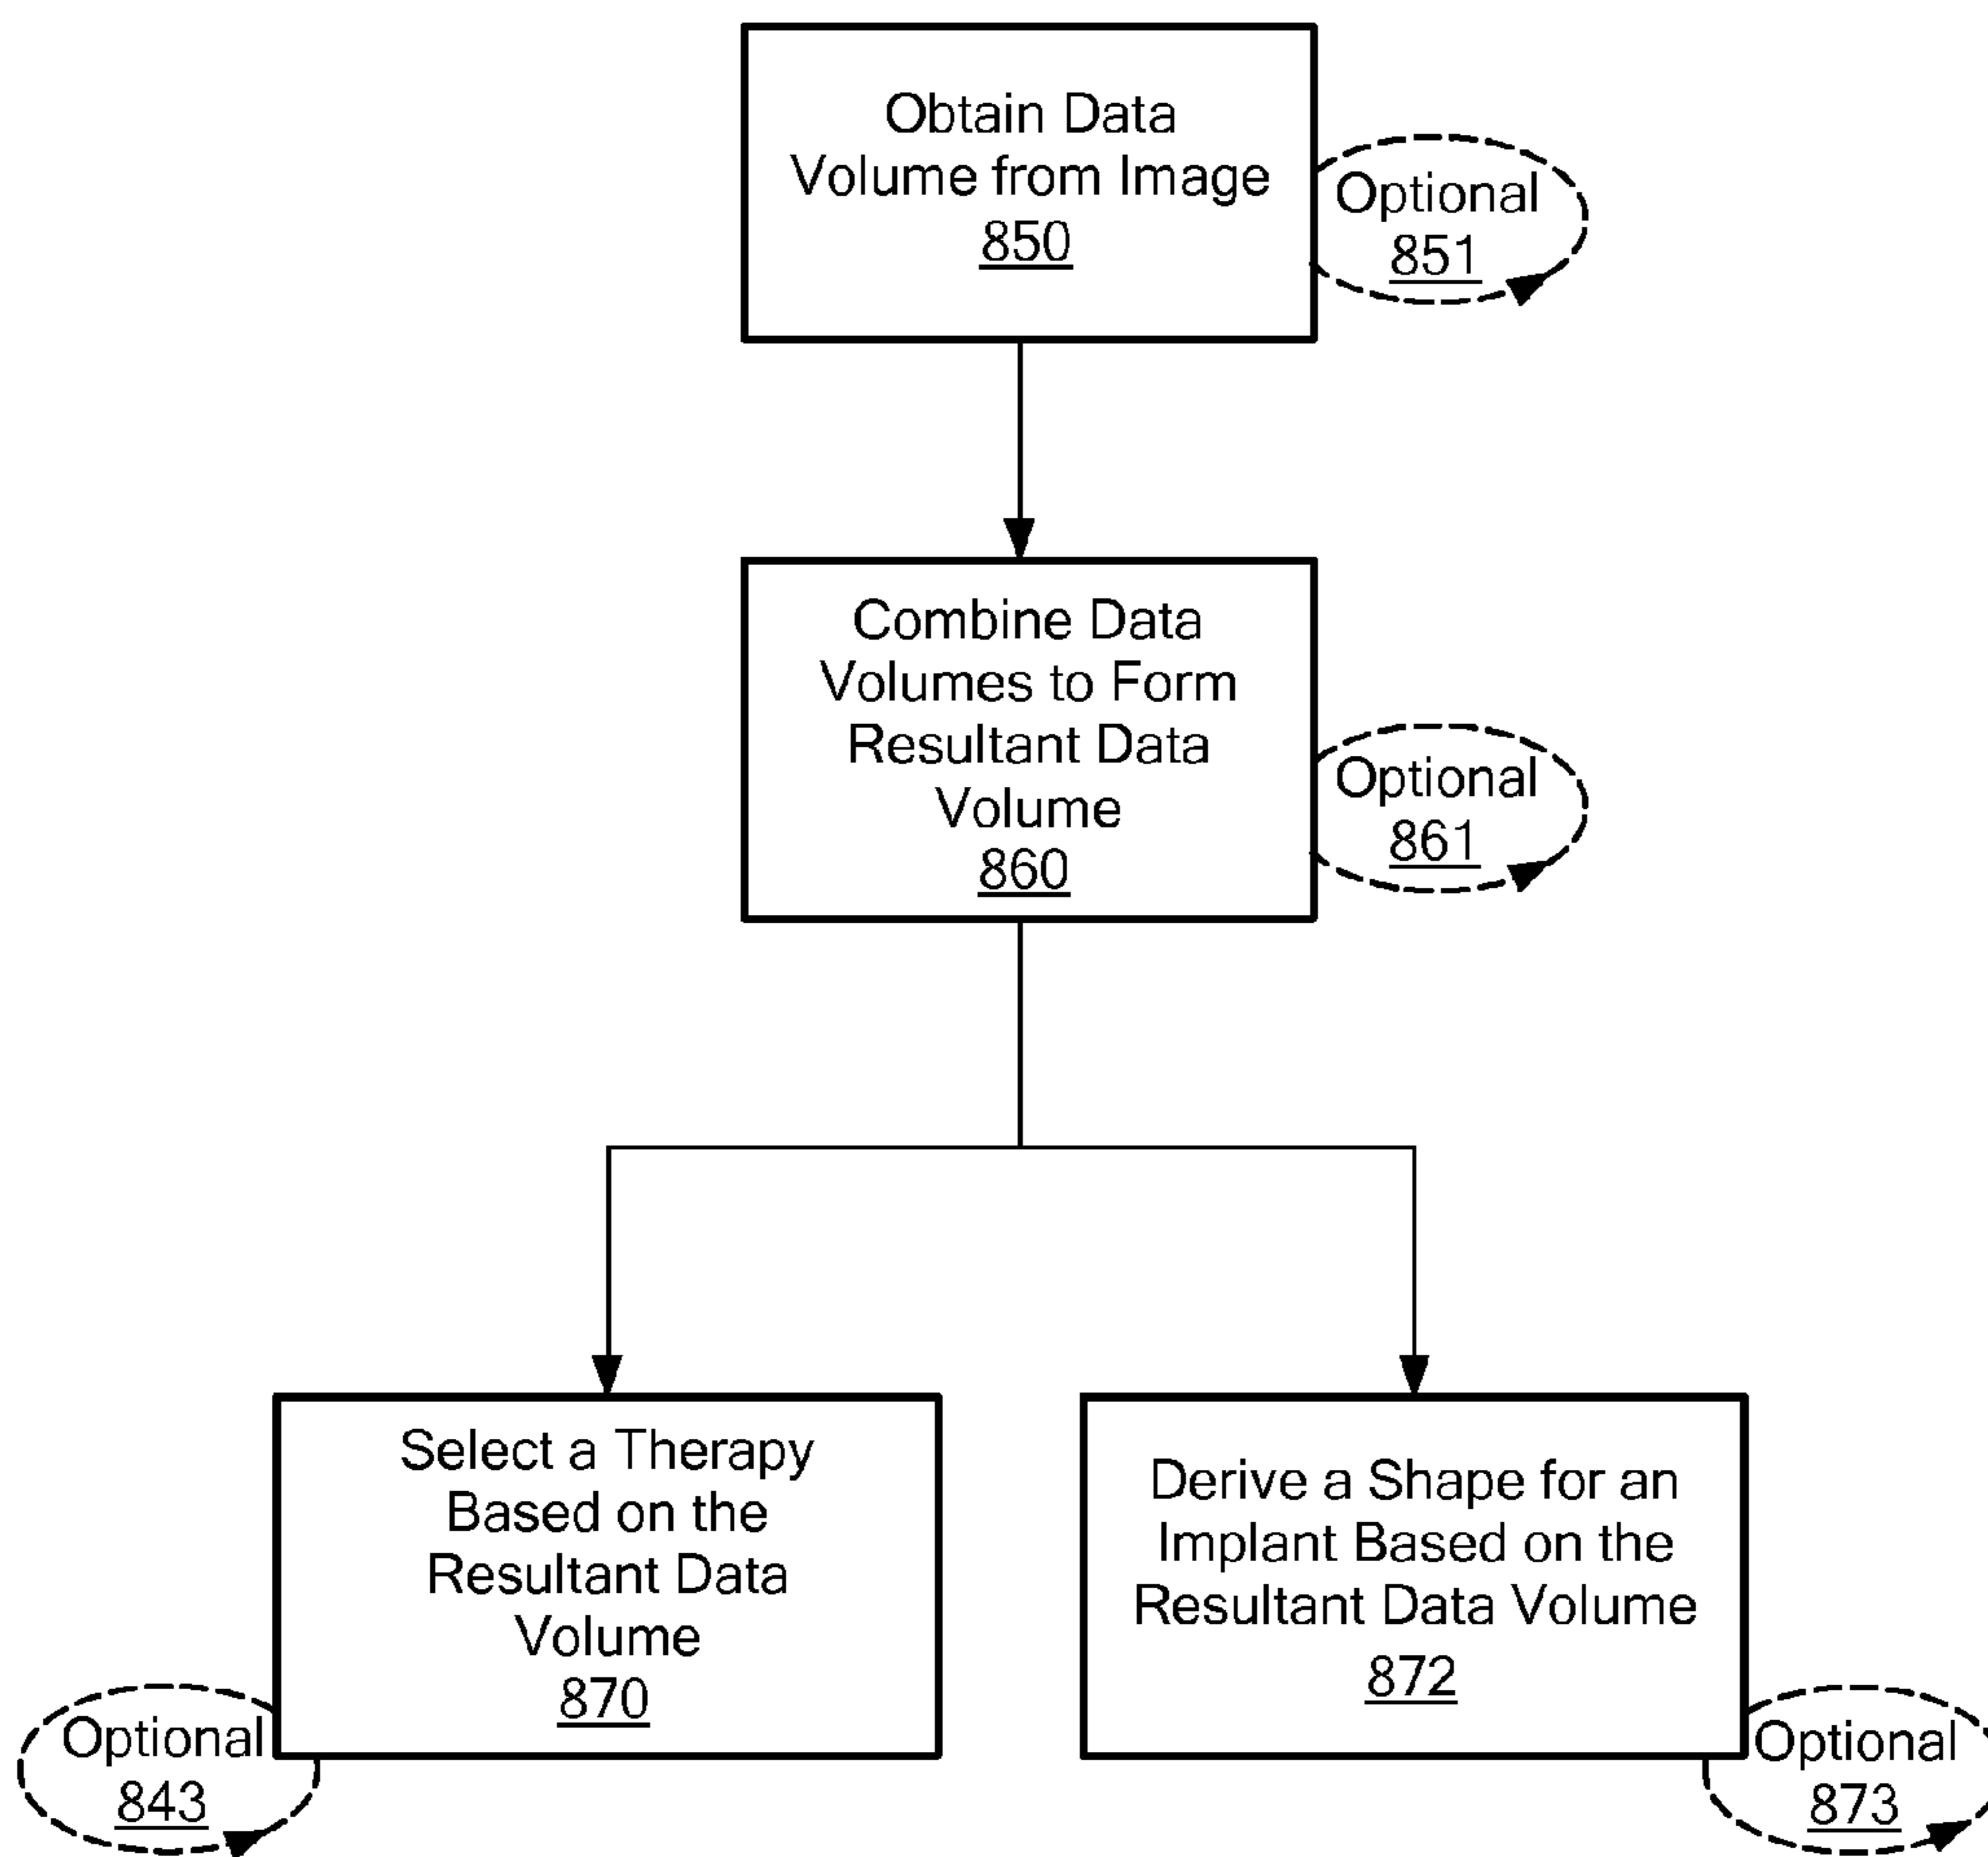 Obtain Data
Volume from Image
850
Optional
851
Combine Data
Volumes to Form
Resultant Data
Volume
860
Optional
861
Select a Therapy
Based on the
Resultant Data
Volume
870
Optional
843
Derive a Shape for an
Implant Based on the
Resultant Data Volume
872
Optional
873